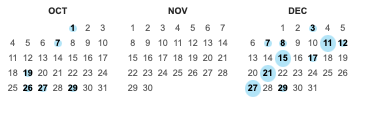 OCT NOV DEC
1 2 3 1 2 3 4 5 6 7 1 2 3 4 5
4 5 6 7 8 9 10 8 9 10 11 12 13 14 6 7 8 9 10 11 12
11 12 13 14 15 16 17 15 16 17 18 19 20 21 13 14 15 16 17 18 19
18 19 20 21 22 23 24 22 23 24 25 26 27 28 20 21 22 23 24 25 26
25 26 27 28 29 30 31 29 30 27 28 29 30 31